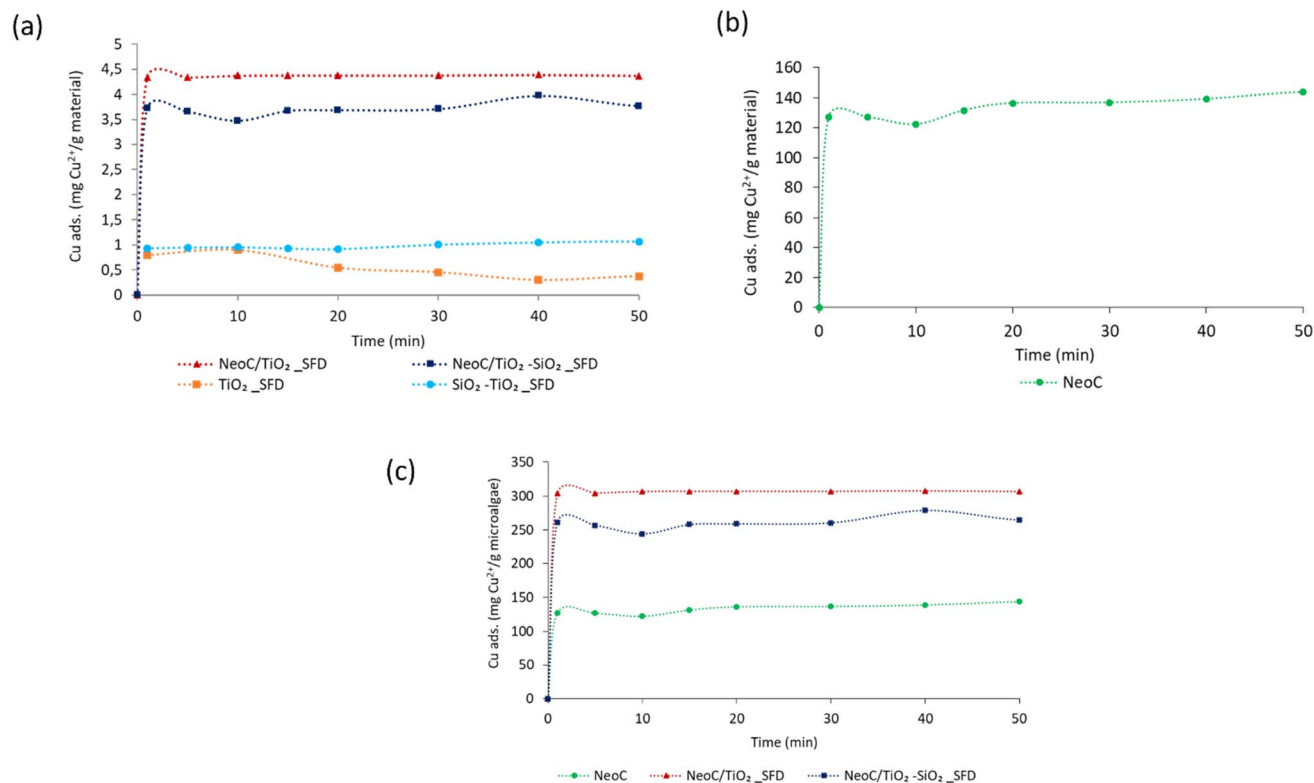 (a)
Cu ads. (mg Cu²⁺/g material)
5
4,5
4
3,5
3
2,5
2
1,5
1
0,5
0
0 10 20 30 40 50
Time (min)
NeoC/TiO₂ _SFD NeoC/TiO₂ -SiO₂ _SFD
TiO₂ _SFD SiO₂ -TiO₂ _SFD
(b)
Cu ads. (mg Cu²⁺/g material)
160
140
120
100
80
60
40
20
0
0 10 20 30 40 50
Time (min)
NeoC
(c)
Cu ads. (mg Cu²⁺/g microalgae)
350
300
250
200
150
100
50
0
0 10 20 30 40 50
Time (min)
NeoC NeoC/TiO₂ _SFD NeoC/TiO₂ -SiO₂ _SFD